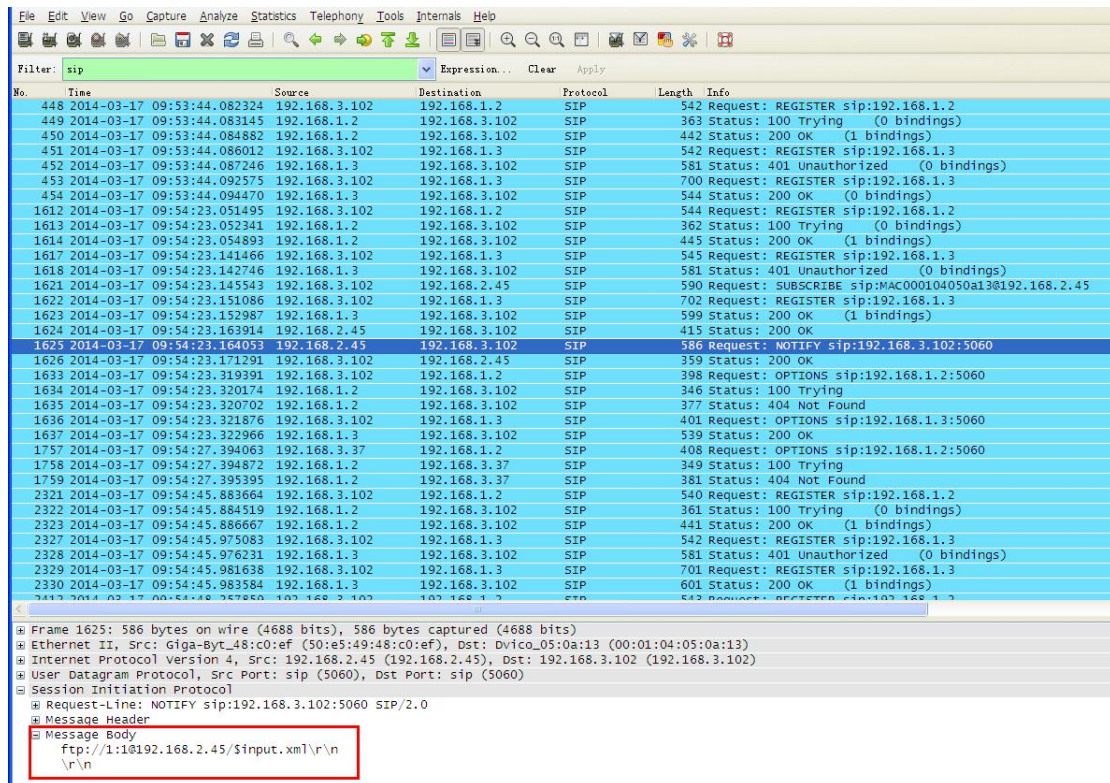 File Edit View Go Capture Analyze Statistics Telephony Tools Internals Help
Filter: sip Expression... Clear Apply
No. Time Source Destination Protocol Length Info
448 2014-03-17 09:53:44.082324 192.168.3.102 192.168.1.2 SIP 542 Request: REGISTER sip:192.168.1.2
449 2014-03-17 09:53:44.083145 192.168.1.2 192.168.3.102 SIP 363 Status: 100 Trying (0 bindings)
450 2014-03-17 09:53:44.084882 192.168.1.2 192.168.3.102 SIP 442 Status: 200 OK (1 bindings)
451 2014-03-17 09:53:44.086012 192.168.3.102 192.168.1.3 SIP 542 Request: REGISTER sip:192.168.1.3
452 2014-03-17 09:53:44.087246 192.168.1.3 192.168.3.102 SIP 581 Status: 401 Unauthorized (0 bindings)
453 2014-03-17 09:53:44.092575 192.168.3.102 192.168.1.3 SIP 700 Request: REGISTER sip:192.168.1.3
454 2014-03-17 09:53:44.094470 192.168.1.3 192.168.3.102 SIP 544 Status: 200 OK (0 bindings)
1612 2014-03-17 09:54:23.051495 192.168.3.102 192.168.1.2 SIP 544 Request: REGISTER sip:192.168.1.2
1613 2014-03-17 09:54:23.052341 192.168.1.2 192.168.3.102 SIP 362 Status: 100 Trying (0 bindings)
1614 2014-03-17 09:54:23.054893 192.168.1.2 192.168.3.102 SIP 445 Status: 200 OK (1 bindings)
1617 2014-03-17 09:54:23.141466 192.168.3.102 192.168.1.3 SIP 545 Request: REGISTER sip:192.168.1.3
1618 2014-03-17 09:54:23.142746 192.168.1.3 192.168.3.102 SIP 581 Status: 401 Unauthorized (0 bindings)
1621 2014-03-17 09:54:23.145543 192.168.3.102 192.168.2.45 SIP 590 Request: SUBSCRIBE sip:MAC000104050a13@192.168.2.45
1622 2014-03-17 09:54:23.151086 192.168.3.102 192.168.1.3 SIP 702 Request: REGISTER sip:192.168.1.3
1623 2014-03-17 09:54:23.152987 192.168.1.3 192.168.3.102 SIP 599 Status: 200 OK (1 bindings)
1624 2014-03-17 09:54:23.163914 192.168.2.45 192.168.3.102 SIP 415 Status: 200 OK
1625 2014-03-17 09:54:23.164053 192.168.2.45 192.168.3.102 SIP 586 Request: NOTIFY sip:192.168.3.102:5060
1626 2014-03-17 09:54:23.171291 192.168.3.102 192.168.2.45 SIP 359 Status: 200 OK
1633 2014-03-17 09:54:23.319391 192.168.3.102 192.168.1.2 SIP 398 Request: OPTIONS sip:192.168.1.2:5060
1634 2014-03-17 09:54:23.320174 192.168.1.2 192.168.3.102 SIP 346 Status: 100 Trying
1635 2014-03-17 09:54:23.320702 192.168.1.2 192.168.3.102 SIP 377 Status: 404 Not Found
1636 2014-03-17 09:54:23.321876 192.168.3.102 192.168.1.3 SIP 401 Request: OPTIONS sip:192.168.1.3:5060
1637 2014-03-17 09:54:23.322966 192.168.1.3 192.168.3.102 SIP 539 Status: 200 OK
1757 2014-03-17 09:54:27.394063 192.168.3.37 192.168.1.2 SIP 408 Request: OPTIONS sip:192.168.1.2:5060
1758 2014-03-17 09:54:27.394872 192.168.1.2 192.168.3.37 SIP 349 Status: 100 Trying
1759 2014-03-17 09:54:27.395395 192.168.1.2 192.168.3.37 SIP 381 Status: 404 Not Found
2321 2014-03-17 09:54:45.883664 192.168.3.102 192.168.1.2 SIP 540 Request: REGISTER sip:192.168.1.2
2322 2014-03-17 09:54:45.884519 192.168.1.2 192.168.3.102 SIP 361 Status: 100 Trying (0 bindings)
2323 2014-03-17 09:54:45.886667 192.168.1.2 192.168.3.102 SIP 441 Status: 200 OK (1 bindings)
2327 2014-03-17 09:54:45.975083 192.168.3.102 192.168.1.3 SIP 542 Request: REGISTER sip:192.168.1.3
2328 2014-03-17 09:54:45.976231 192.168.1.3 192.168.3.102 SIP 581 Status: 401 Unauthorized (0 bindings)
2329 2014-03-17 09:54:45.981638 192.168.3.102 192.168.1.3 SIP 701 Request: REGISTER sip:192.168.1.3
2330 2014-03-17 09:54:45.983584 192.168.1.3 192.168.3.102 SIP 601 Status: 200 OK (1 bindings)
2412 2014-03-17 09:54:48.257859 192.168.3.102 192.168.1.2 SIP 543 Request: REGISTER sip:192.168.1.2
Frame 1625: 586 bytes on wire (4688 bits), 586 bytes captured (4688 bits)
Ethernet II, Src: Giga-Byt_48:c0:ef (50:e5:49:48:c0:ef), Dst: Dvico_05:0a:13 (00:01:04:05:0a:13)
Internet Protocol Version 4, Src: 192.168.2.45 (192.168.2.45), Dst: 192.168.3.102 (192.168.3.102)
User Datagram Protocol, Src Port: sip (5060), Dst Port: sip (5060)
Session Initiation Protocol
Request-Line: NOTIFY sip:192.168.3.102:5060 SIP/2.0
Message Header
Message Body
ftp://1:1@192.168.2.45/$input.xml\r\n
\r\n